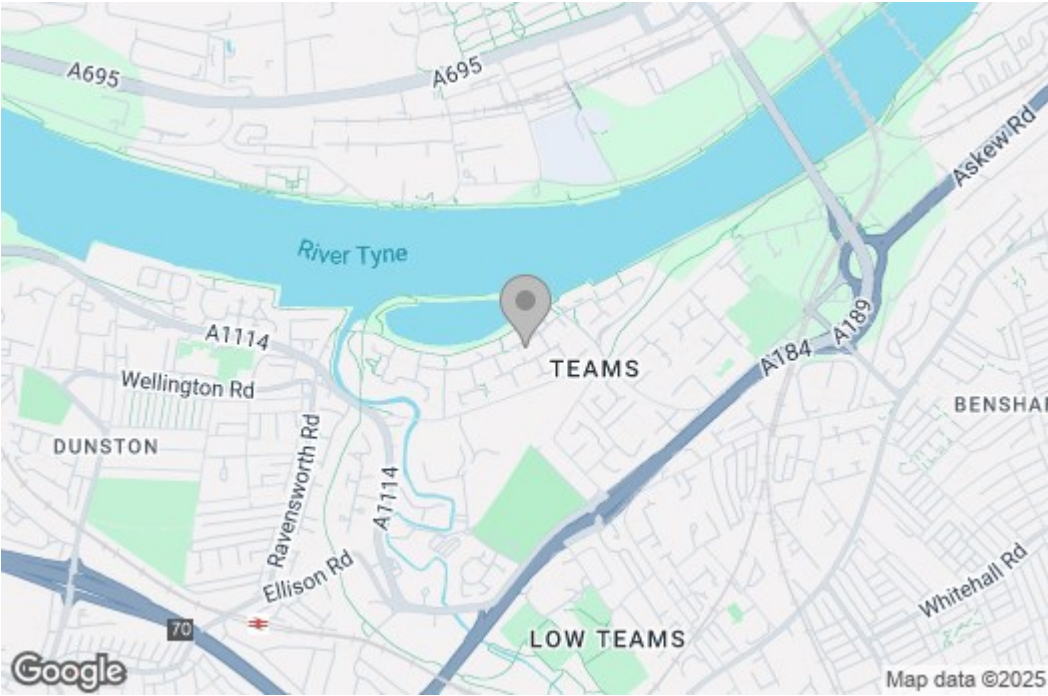 A695
A695
Askew Rd
River Tyne
A1114
A189
A184
TEAMS
Wellington Rd
BENSHA
DUNSTON
Ravensworth Rd
A1114
Ellison Rd
Whitehall Rd
70
LOW TEAMS
Google
Map data ©2025